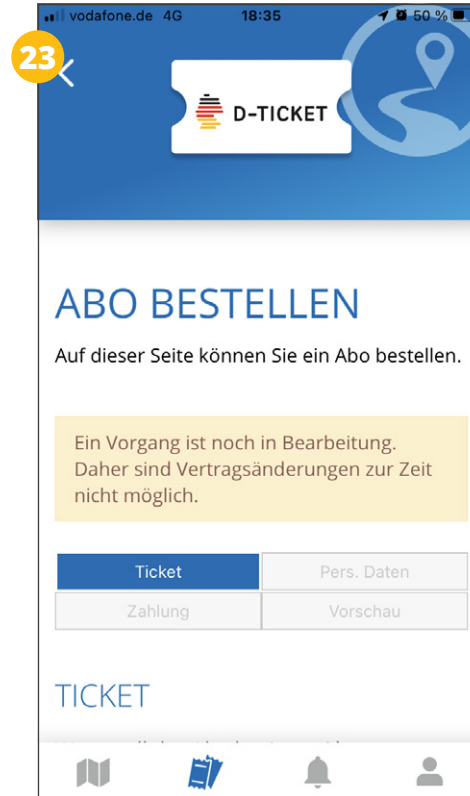 vodafone.de 4G 18:35 50 %
23
D-TICKET
ABO BESTELLEN
Auf dieser Seite können Sie ein Abo bestellen.
Ein Vorgang ist noch in Bearbeitung.
Daher sind Vertragsänderungen zur Zeit
nicht möglich.
Ticket Pers. Daten
Zahlung Vorschau
TICKET